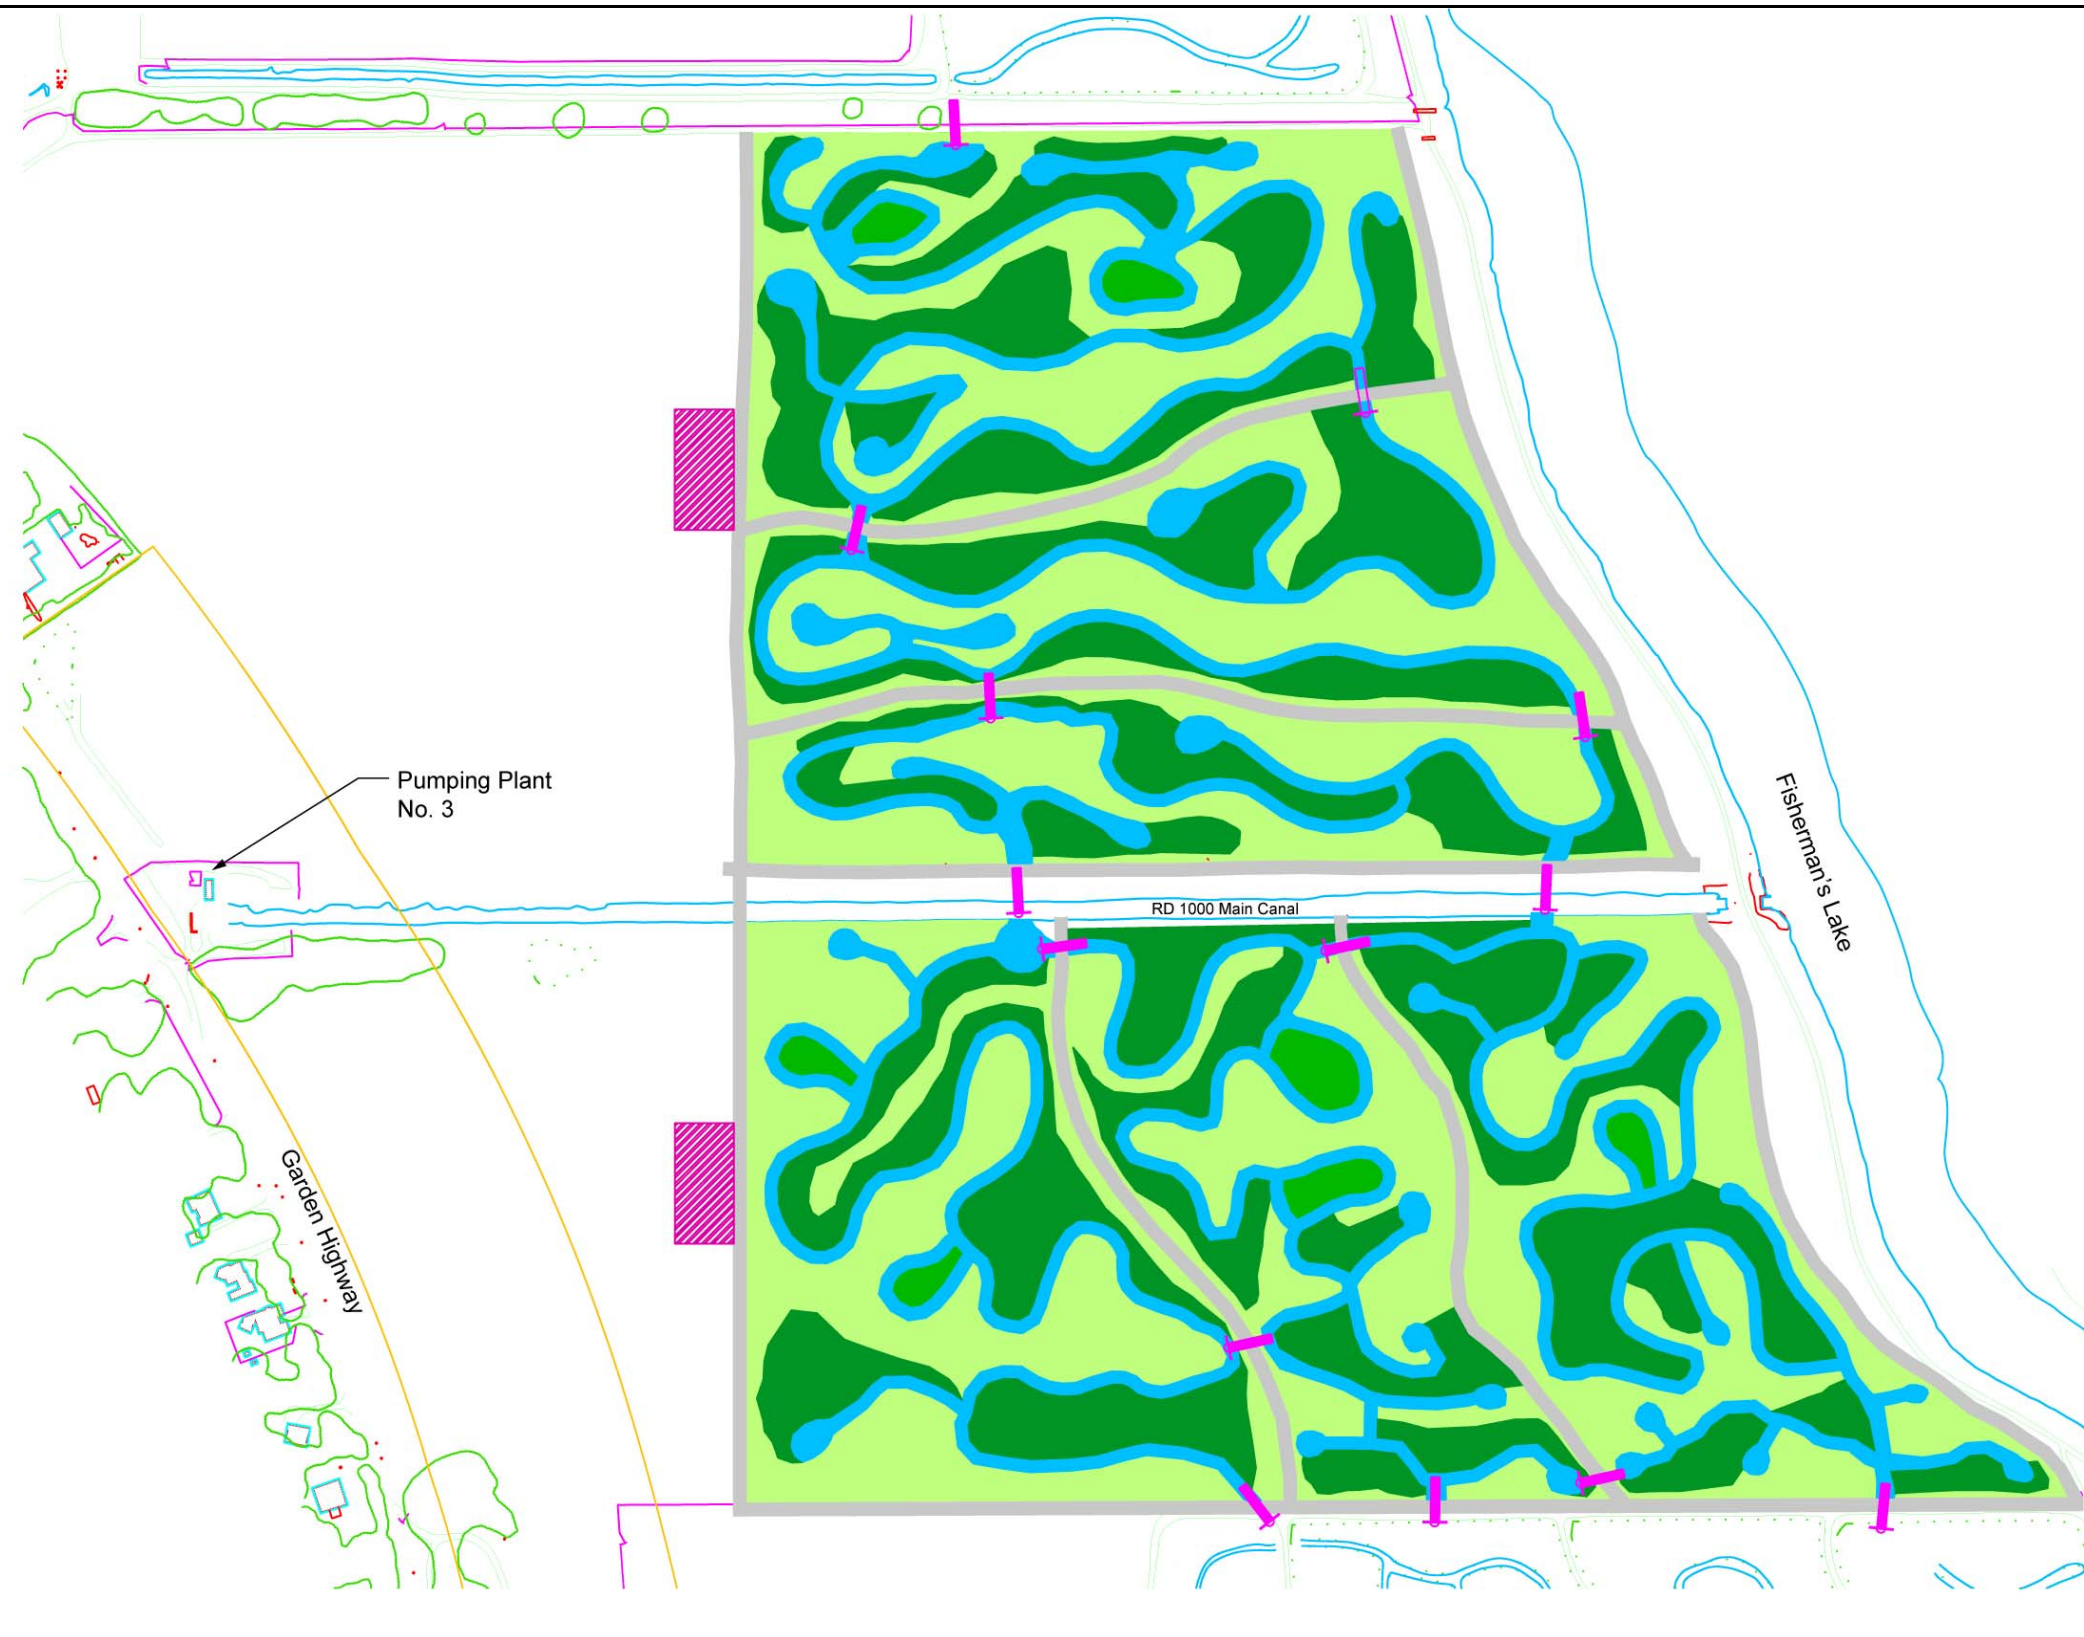 Pumping Plant
No. 3
Fisherman's Lake
RD 1000 Main Canal
Garden Highway